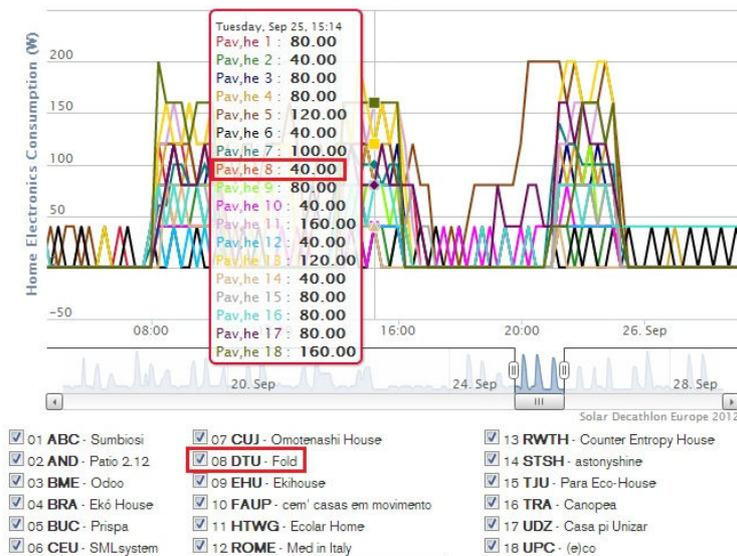 Home Electronics Consumption (W)
200
150
100
50
0
-50
Tuesday, Sep 25, 15:14
Pav,he 1 : 80.00
Pav,he 2 : 40.00
Pav,he 3 : 80.00
Pav,he 4 : 80.00
Pav,he 5 : 120.00
Pav,he 6 : 40.00
Pav,he 7 : 100.00
Pav,he 8 : 40.00
Pav,he 9 : 80.00
Pav,he 10 : 40.00
Pav,he 11 : 160.00
Pav,he 12 : 40.00
Pav,he 13 : 120.00
Pav,he 14 : 40.00
Pav,he 15 : 80.00
Pav,he 16 : 80.00
Pav,he 17 : 80.00
Pav,he 18 : 160.00
08:00 16:00 20:00 26. Sep
20. Sep 24. Sep 28. Sep
Solar Decathlon Europe 2012
01 ABC - Sumbiosi
02 AND - Patio 2.12
03 BME - Odoo
04 BRA - Ekó House
05 BUC - Prispa
06 CEU - SMLsystem
07 CUJ - Omotenashi House
08 DTU - Fold
09 EHU - Ekihouse
10 FAUP - cem' casas em movimento
11 HTWG - Ecolar Home
12 ROME - Med in Italy
13 RWTH - Counter Entropy House
14 STSH - astonyshine
15 TJU - Para Eco-House
16 TRA - Canopea
17 UDZ - Casa pi Unizar
18 UPC - (e)co